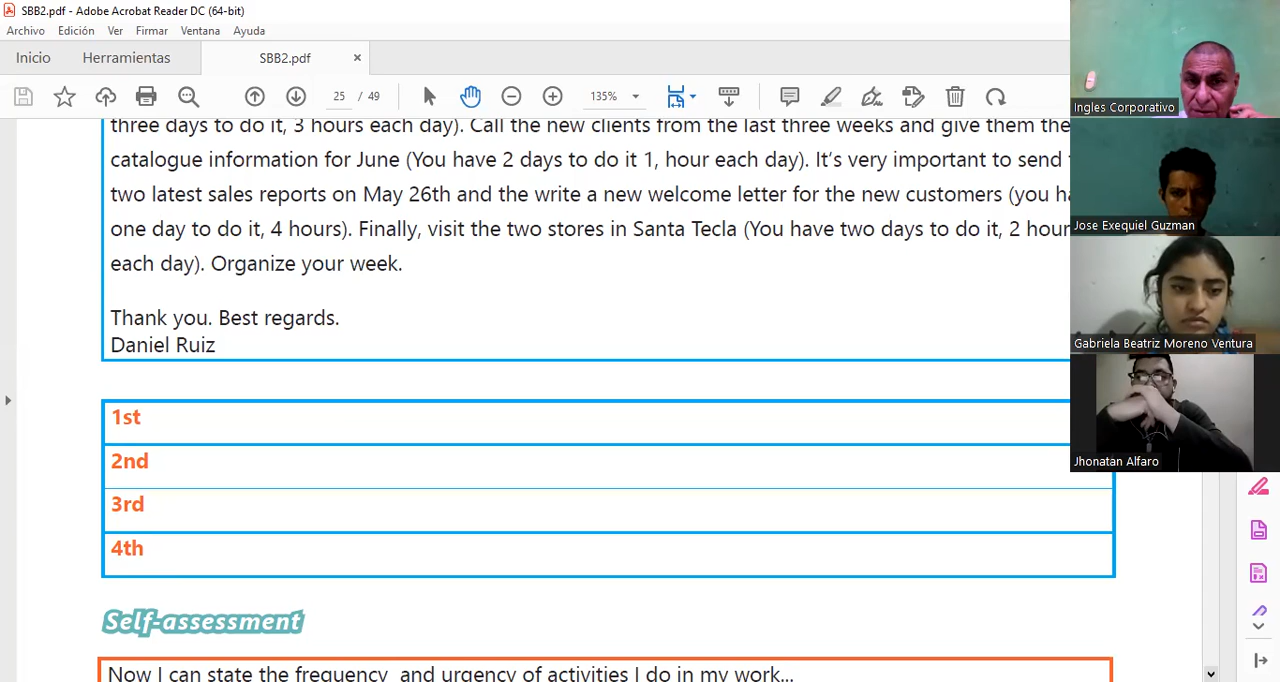 SBB2.pdf - Adobe Acrobat Reader DC (64-bit)
Archivo Edición Ver Firmar Ventana Ayuda
Inicio Herramientas SBB2.pdf ×
25 / 49 135%
three days to do it, 3 hours each day). Call the new clients from the last three weeks and give them the
catalogue information for June (You have 2 days to do it 1, hour each day). It's very important to send
two latest sales reports on May 26th and the write a new welcome letter for the new customers (you
one day to do it, 4 hours). Finally, visit the two stores in Santa Tecla (You have two days to do it, 2
each day). Organize your week.
Thank you. Best regards.
Daniel Ruiz
1st
2nd
3rd
4th
Self-assessment
Now I can state the frequency and urgency of activities I do in my work...
Ingles Corporativo
Jose Exequiel Guzman
Gabriela Beatriz Moreno Ventura
Jhonatan Alfaro